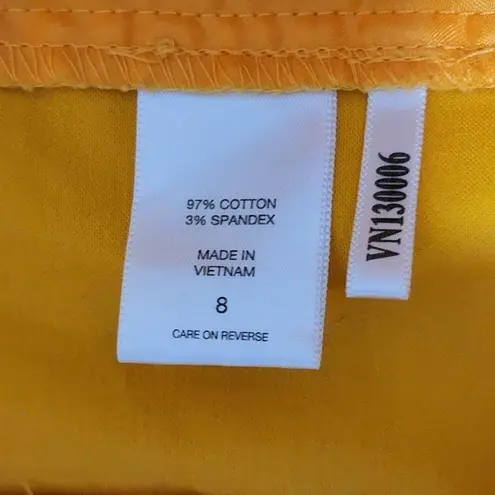 97% COTTON
3% SPANDEX
MADE IN
VIETNAM
8
CARE ON REVERSE
VN130006